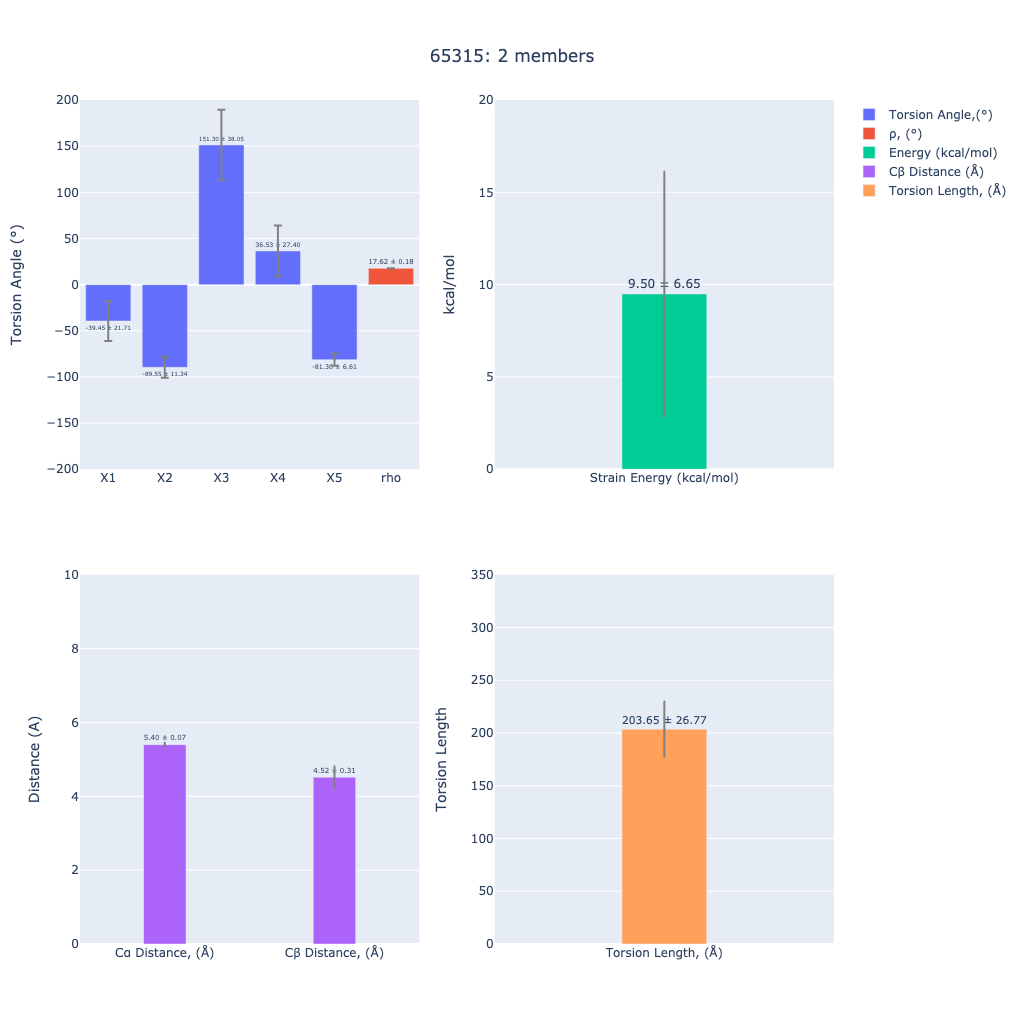 65315: 2 members
Torsion Angle (°)
200
150
100
50
0
−50
−100
−150
−200
-39.45 ± 21.71
-89.55 ± 11.34
151.30 ± 38.05
36.53 ± 27.40
-81.30 ± 6.61
17.62 ± 0.18
X1 X2 X3 X4 X5 rho
kcal/mol
20
15
10
5
0
9.50 ± 6.65
Strain Energy (kcal/mol)
Torsion Angle,(°)
ρ, (°)
Energy (kcal/mol)
Cβ Distance (Å)
Torsion Length, (Å)
Distance (A)
10
8
6
4
2
0
5.40 ± 0.07
4.52 ± 0.31
Cα Distance, (Å) Cβ Distance, (Å)
Torsion Length
350
300
250
200
150
100
50
0
203.65 ± 26.77
Torsion Length, (Å)